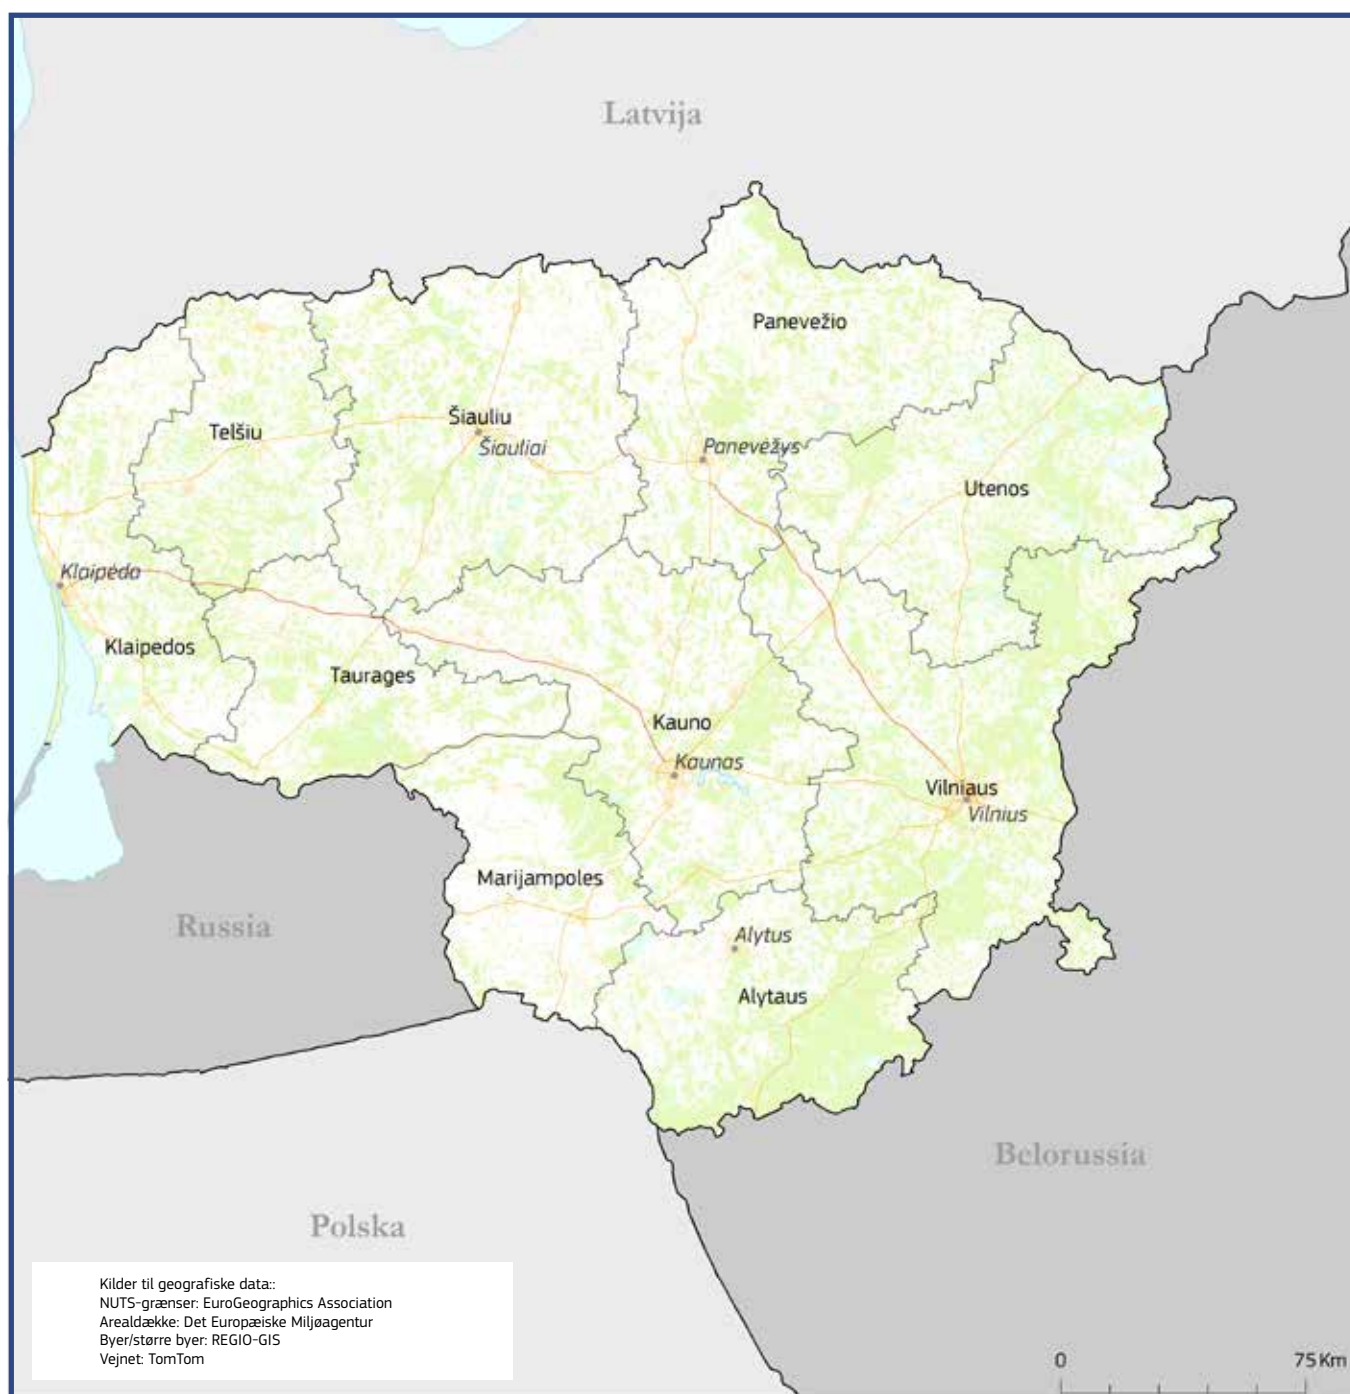 Latvija
Panevežio
Šiauliu
Telšiu
Šiauliai
Panevėžys
Utenos
Klaipėda
Klaipedos
Taurages
Kauno
Kaunas
Vilniaus
Vilnius
Marijampoles
Russia
Alytus
Alytaus
Belorussia
Polska
Kilder til geografiske data::
NUTS-grænser: EuroGeographics Association
Arealdække: Det Europæiske Miljøagentur
Byer/større byer: REGIO-GIS
Vejnet: TomTom
0 75 Km